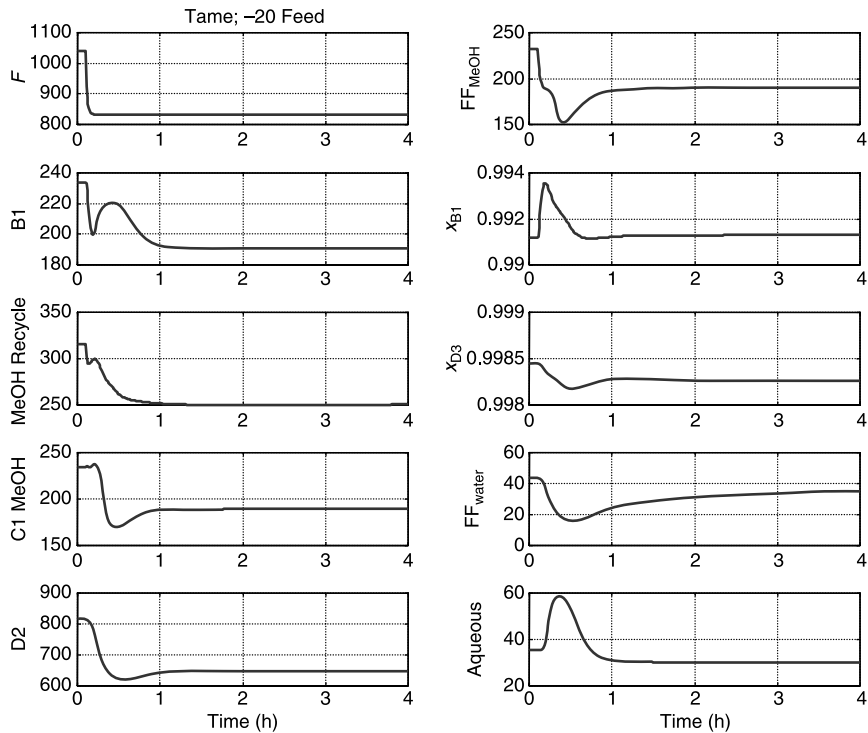 Tame; –20 Feed
1100
1000
900
800
F
0 1 2 3 4
240
220
200
180
B1
0 1 2 3 4
350
300
250
MeOH Recycle
0 1 2 3 4
250
200
150
C1 MeOH
0 1 2 3 4
900
800
700
600
D2
0 1 2 3 4
Time (h)
250
200
150
FFMeOH
0 1 2 3 4
0.994
0.992
0.99
xB1
0 1 2 3 4
0.999
0.9985
0.998
xD3
0 1 2 3 4
60
40
20
0
FFwater
0 1 2 3 4
60
40
20
Aqueous
0 1 2 3 4
Time (h)